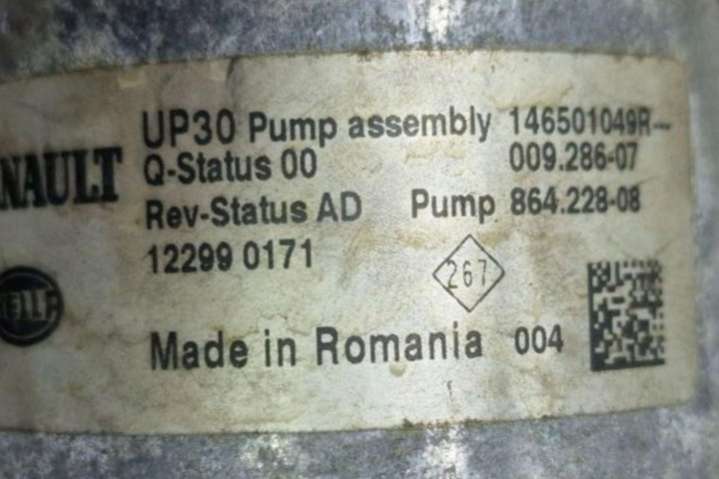 NAULT
UP30 Pump assembly 146501049R--
Q-Status 00 009.286-07
Rev-Status AD Pump 864.228-08
12299 0171
267
Made in Romania 004